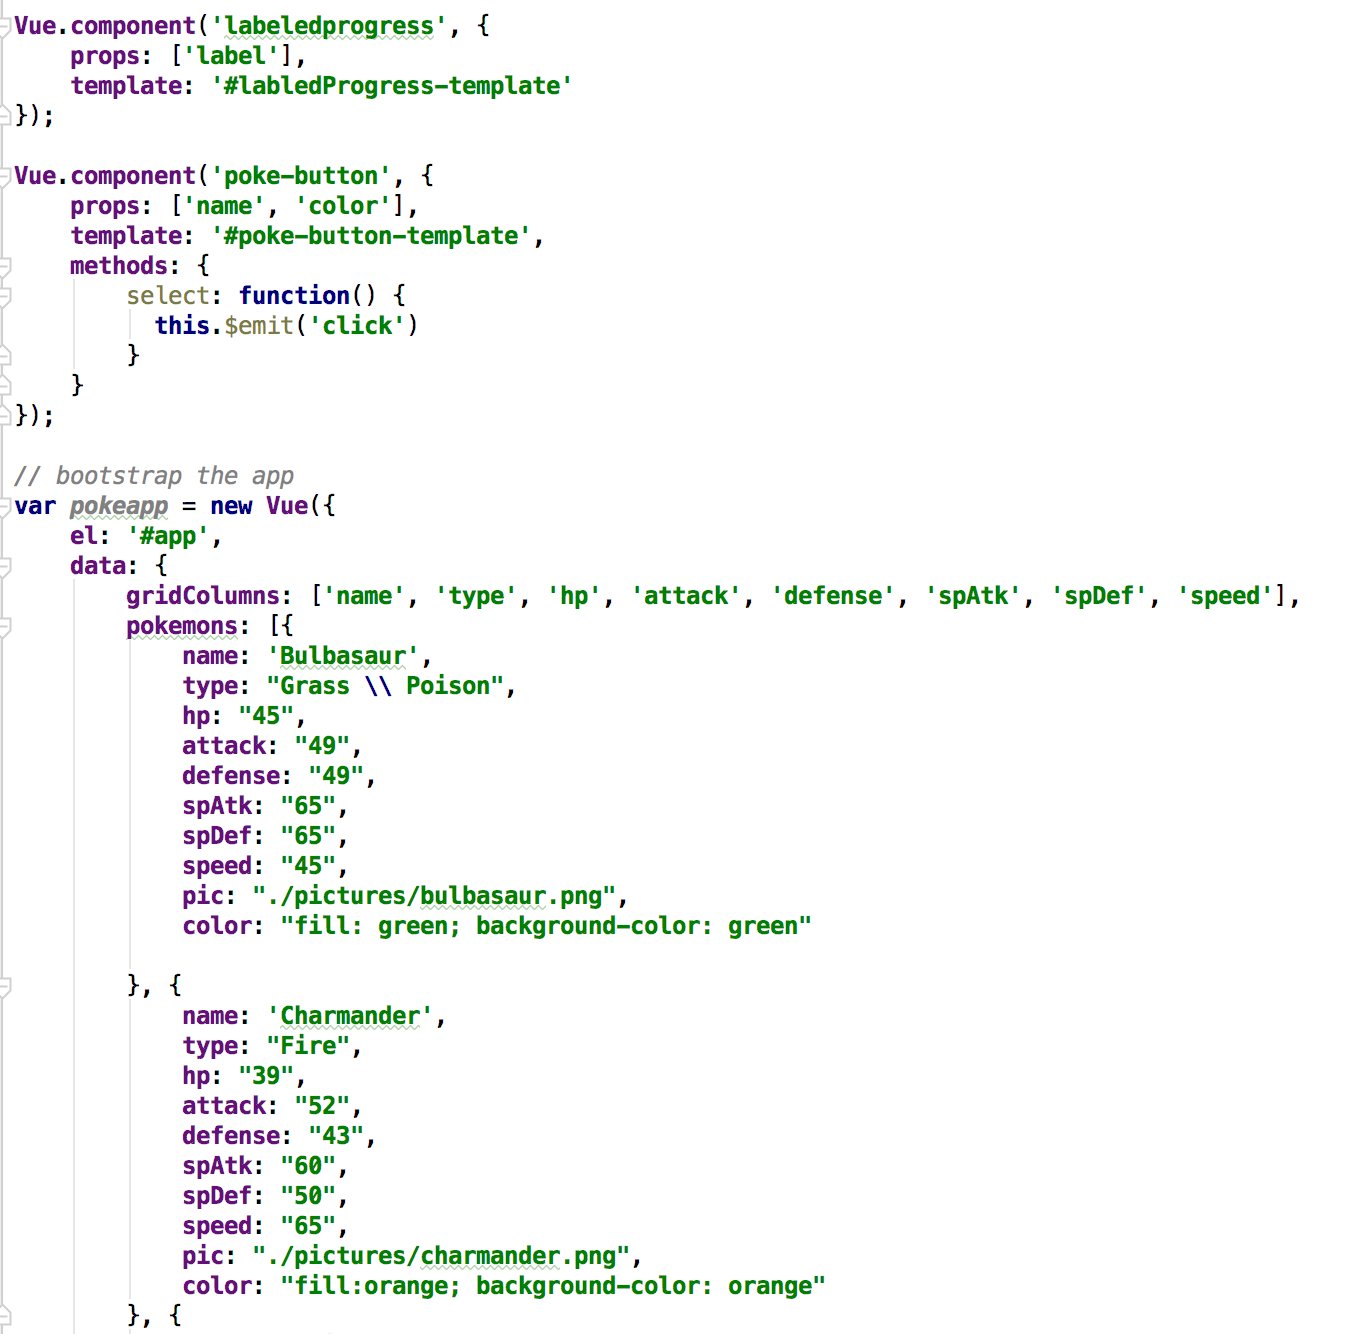 Vue.component('labeledprogress', {
    props: ['label'],
    template: '#labledProgress-template'
});

Vue.component('poke-button', {
    props: ['name', 'color'],
    template: '#poke-button-template',
    methods: {
        select: function() {
          this.$emit('click')
        }
    }
});

// bootstrap the app
var pokeapp = new Vue({
    el: '#app',
    data: {
        gridColumns: ['name', 'type', 'hp', 'attack', 'defense', 'spAtk', 'spDef', 'speed'],
        pokemons: [{
            name: 'Bulbasaur',
            type: "Grass \\ Poison",
            hp: "45",
            attack: "49",
            defense: "49",
            spAtk: "65",
            spDef: "65",
            speed: "45",
            pic: "./pictures/bulbasaur.png",
            color: "fill: green; background-color: green"

        }, {
            name: 'Charmander',
            type: "Fire",
            hp: "39",
            attack: "52",
            defense: "43",
            spAtk: "60",
            spDef: "50",
            speed: "65",
            pic: "./pictures/charmander.png",
            color: "fill:orange; background-color: orange"
        }, {